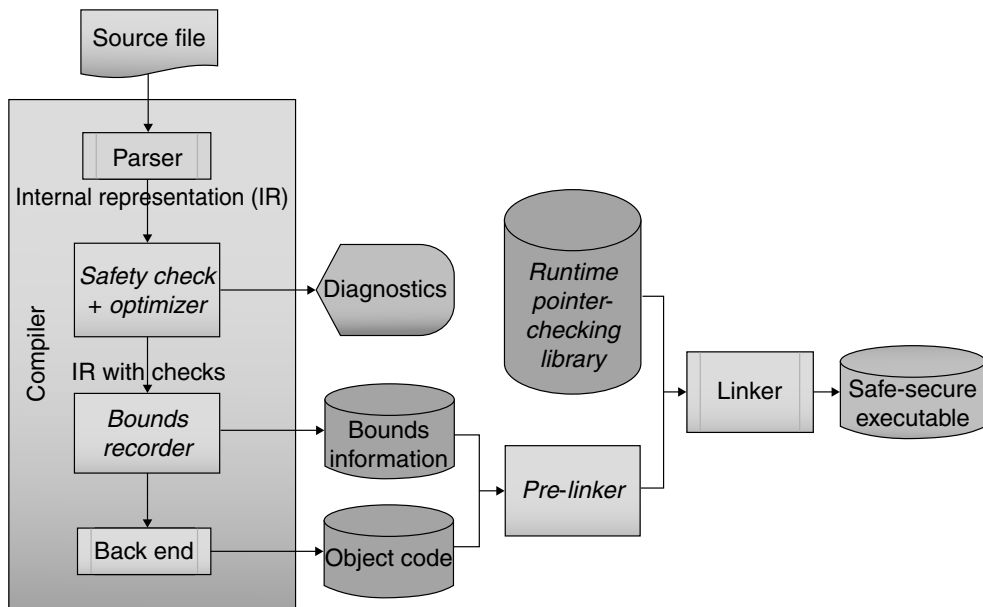 Source file
Parser
Internal representation (IR)
Safety check
+ optimizer
Diagnostics
Compiler
IR with checks
Bounds
recorder
Bounds
information
Back end
Object code
Runtime
pointer-
checking
library
Pre-linker
Linker
Safe-secure
executable